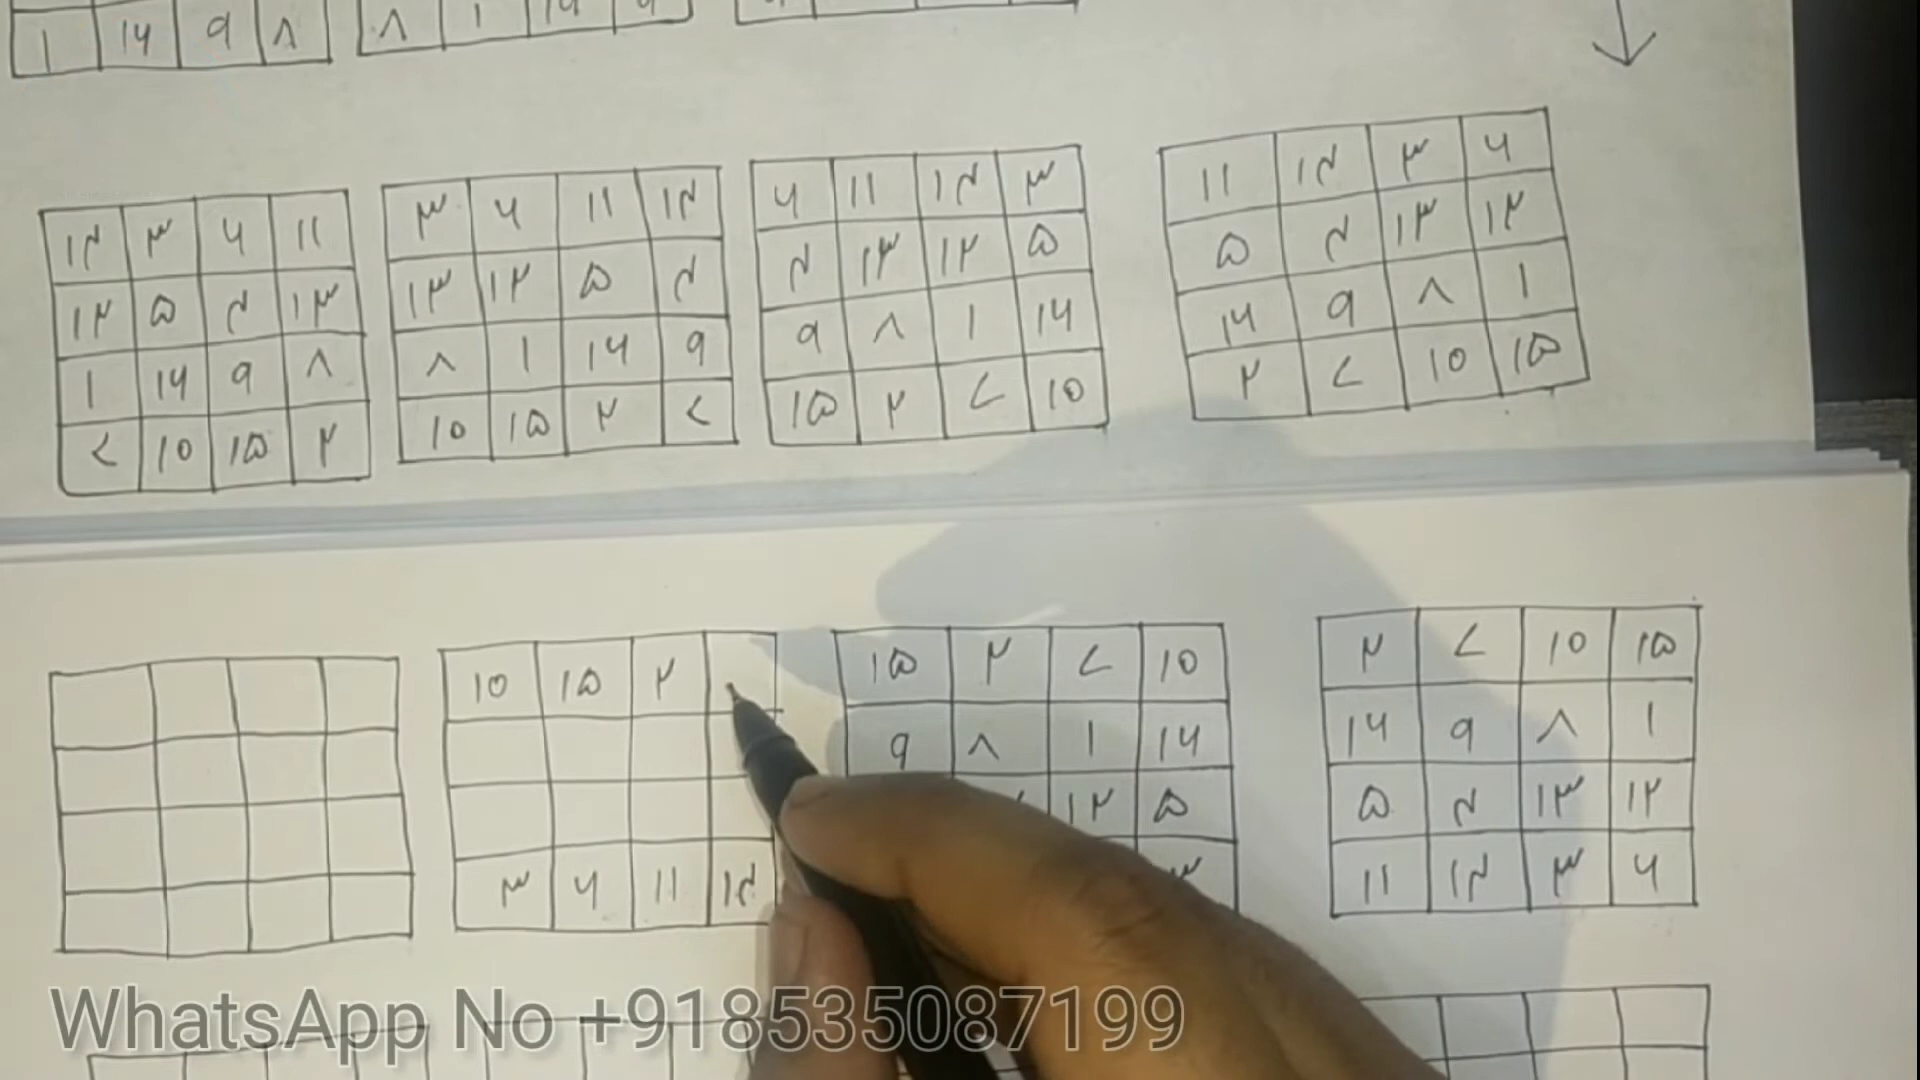 ۱ ۱۶ ۹ ۸
۸ ۱ ۱۶ ۹
۱۴ ۳ ۶ ۱۱
۱۲ ۵ ۴ ۱۳
۱ ۱۶ ۹ ۸
۷ ۱۰ ۱۵ ۲
۳ ۶ ۱۱ ۱۴
۱۳ ۱۲ ۵ ۴
۸ ۱ ۱۶ ۹
۱۰ ۱۵ ۲ ۷
۶ ۱۱ ۱۴ ۳
۴ ۱۳ ۱۲ ۵
۹ ۸ ۱ ۱۶
۱۵ ۲ ۷ ۱۰
۱۱ ۱۴ ۳ ۶
۵ ۴ ۱۳ ۱۲
۱۶ ۹ ۸ ۱
۲ ۷ ۱۰ ۱۵
۱۰ ۱۵ ۲
۳ ۶ ۱۱ ۱۴
۱۵ ۲ ۷ ۱۰
۹ ۸ ۱ ۱۶
۱۲ ۵
۲ ۷ ۱۰ ۱۵
۱۶ ۹ ۸ ۱
۵ ۴ ۱۳ ۱۲
۱۱ ۱۴ ۳ ۶
WhatsApp No +918535087199